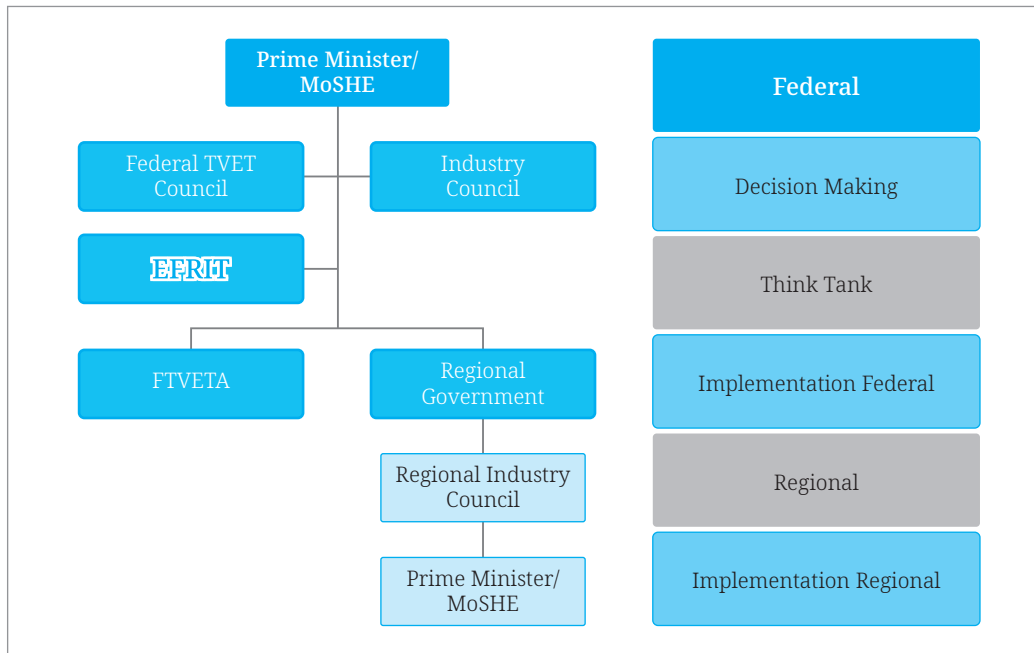 Prime Minister/
MoSHE
Federal TVET
Council
Industry
Council
EFRIT
FTVETA
Regional
Government
Regional Industry
Council
Prime Minister/
MoSHE
Federal
Decision Making
Think Tank
Implementation Federal
Regional
Implementation Regional